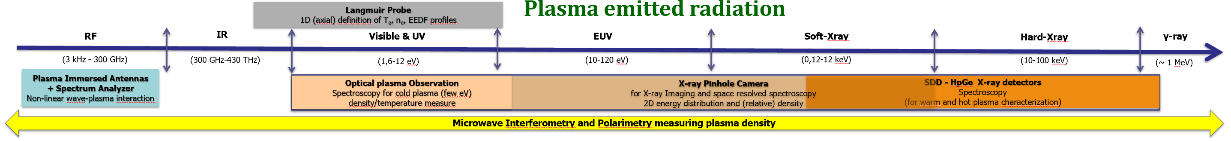 Plasma emitted radiation
Langmuir Probe
1D (axial) definition of Te, ne, EEDF profiles
RF
IR
Visible & UV
EUV
Soft-Xray
Hard-Xray
γ-ray
(3 kHz - 300 GHz)
(300 GHz-430 THz)
(1,6-12 eV)
(10-120 eV)
(0,12-12 keV)
(10-100 keV)
(~ 1 MeV)
Plasma Immersed Antennas
+ Spectrum Analyzer
Non-linear wave-plasma interaction
Optical plasma Observation
Spectroscopy for cold plasma (few eV)
density/temperature measure
X-ray Pinhole Camera
for X-ray Imaging and space resolved spectroscopy
2D energy distribution and (relative) density
SDD - HpGe X-ray detectors
Spectroscopy
(for warm and hot plasma characterization)
Microwave Interferometry and Polarimetry measuring plasma density